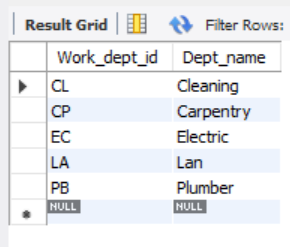 Result Grid Filter Rows:
Work_dept_id Dept_name
CL Cleaning
CP Carpentry
EC Electric
LA Lan
PB Plumber
NULL NULL